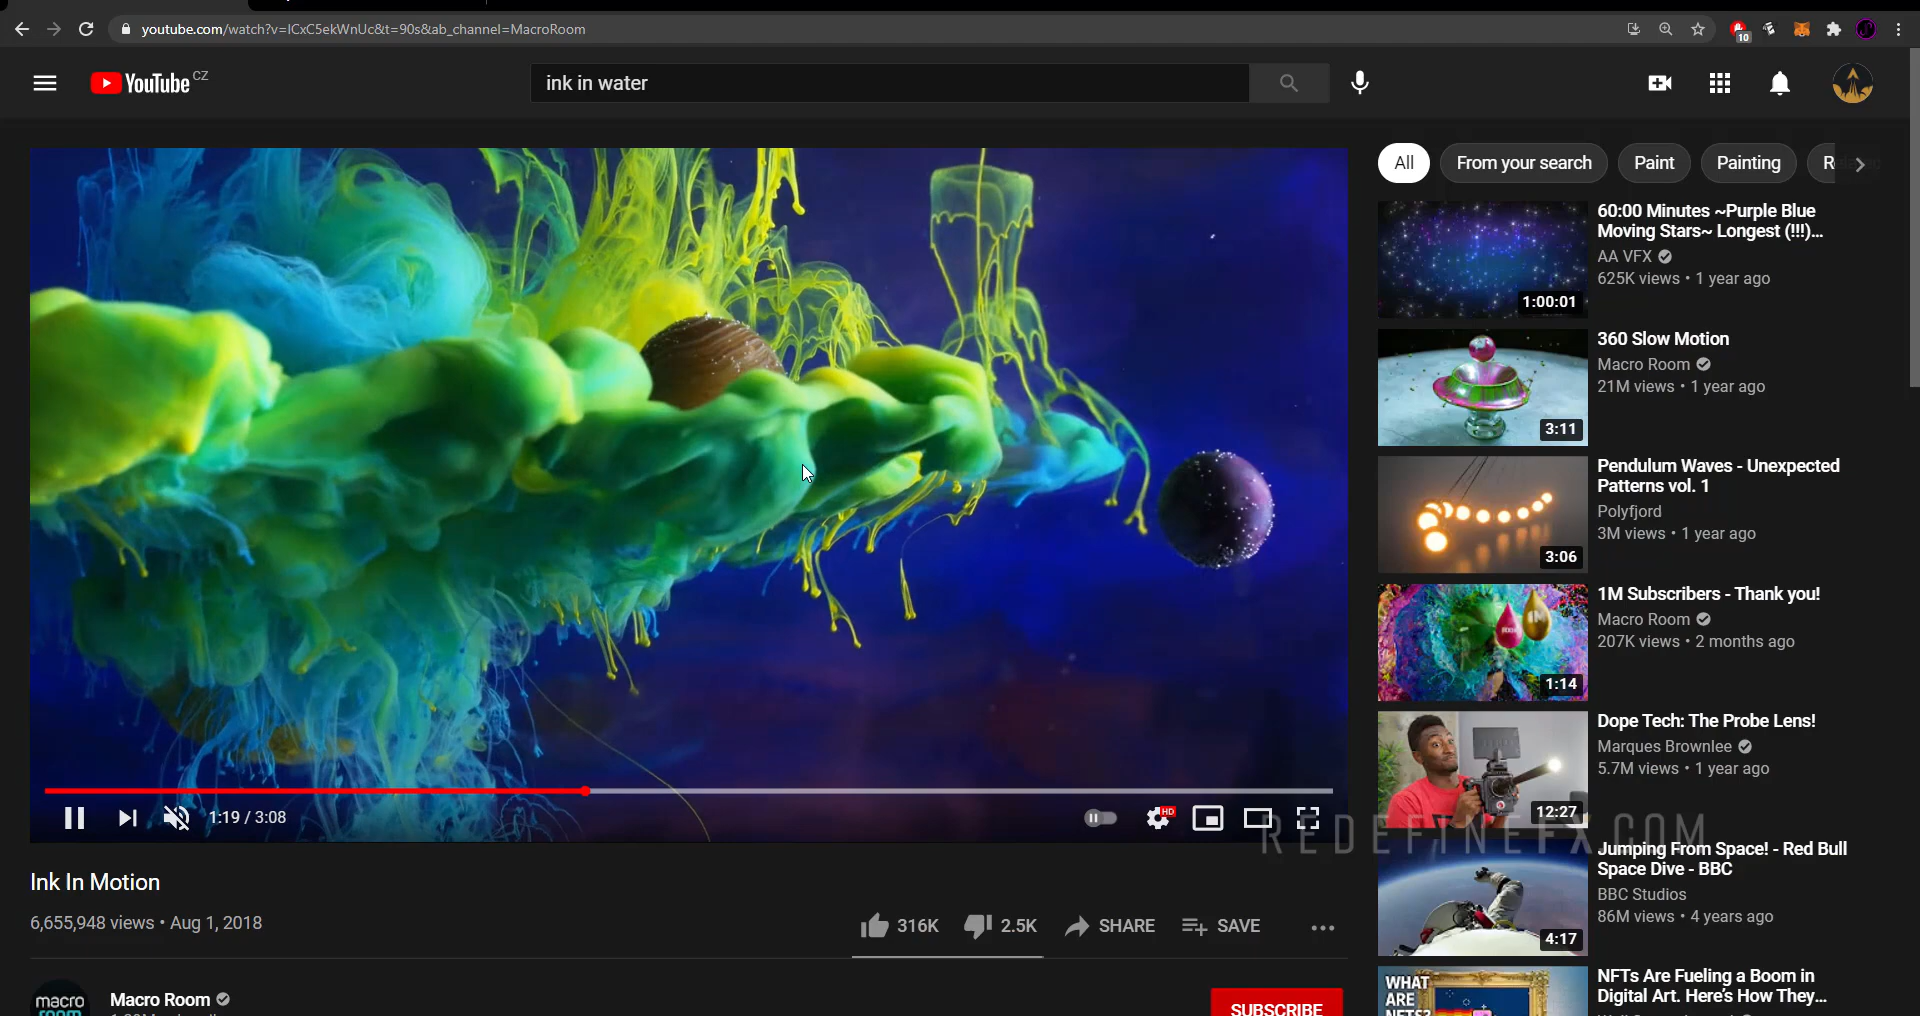 youtube.com/watch?v=ICxC5ekWnUc&t=90s&ab_channel=MacroRoom
10
YouTube CZ
ink in water
All
From your search
Paint
Painting
60:00 Minutes ~Purple Blue
Moving Stars~ Longest (!!!)...
AA VFX
625K views • 1 year ago
1:00:01
360 Slow Motion
Macro Room
21M views • 1 year ago
3:11
Pendulum Waves - Unexpected
Patterns vol. 1
Polyfjord
3M views • 1 year ago
3:06
1M Subscribers - Thank you!
Macro Room
207K views • 2 months ago
1M
1:14
Dope Tech: The Probe Lens!
Marques Brownlee
5.7M views • 1 year ago
12:27
HD
1:19 / 3:08
REDEFINEFX.COM
Jumping From Space! - Red Bull
Space Dive - BBC
BBC Studios
86M views • 4 years ago
4:17
Ink In Motion
6,655,948 views • Aug 1, 2018
316K
2.5K
SHARE
SAVE
NFTs Are Fueling a Boom in
Digital Art. Here's How They...
WHAT
ARE
NFTS?
macro
room
Macro Room
SUBSCRIBE